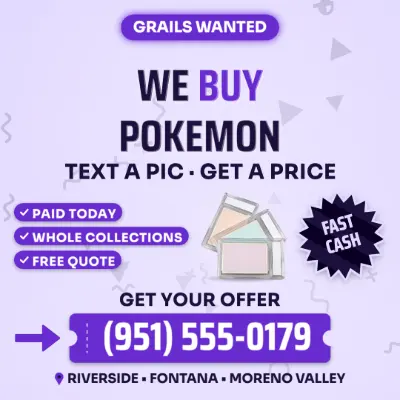 GRAILS WANTED
WE BUY
POKEMON
TEXT A PIC · GET A PRICE
PAID TODAY
WHOLE COLLECTIONS
FREE QUOTE
FAST
CASH
GET YOUR OFFER
(951) 555-0179
RIVERSIDE • FONTANA • MORENO VALLEY